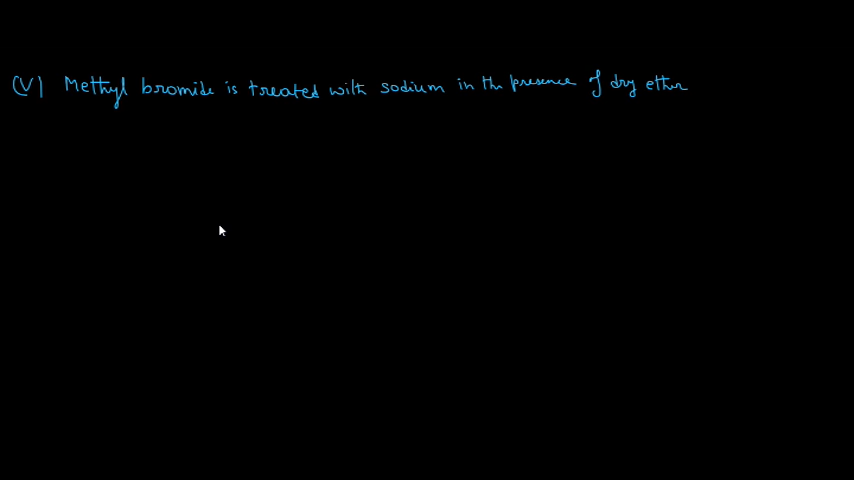 (V) Methyl bromide is treated with sodium in the presence of dry ether